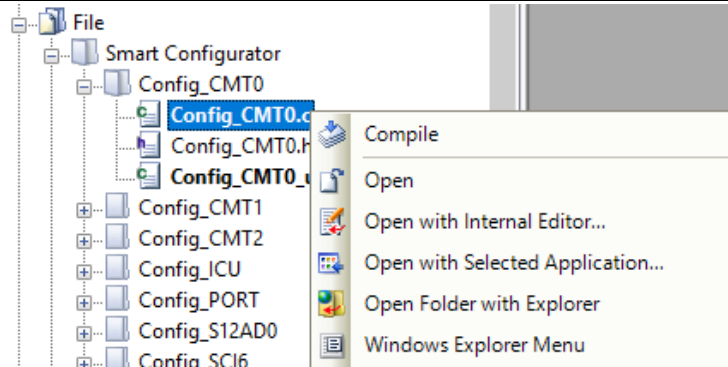 File
Smart Configurator
Config_CMT0
Config_CMT0.c
Config_CMT0.h
Config_CMT0_u
Config_CMT1
Config_CMT2
Config_ICU
Config_PORT
Config_S12AD0
Config_SCI6
Compile
Open
Open with Internal Editor...
Open with Selected Application...
Open Folder with Explorer
Windows Explorer Menu